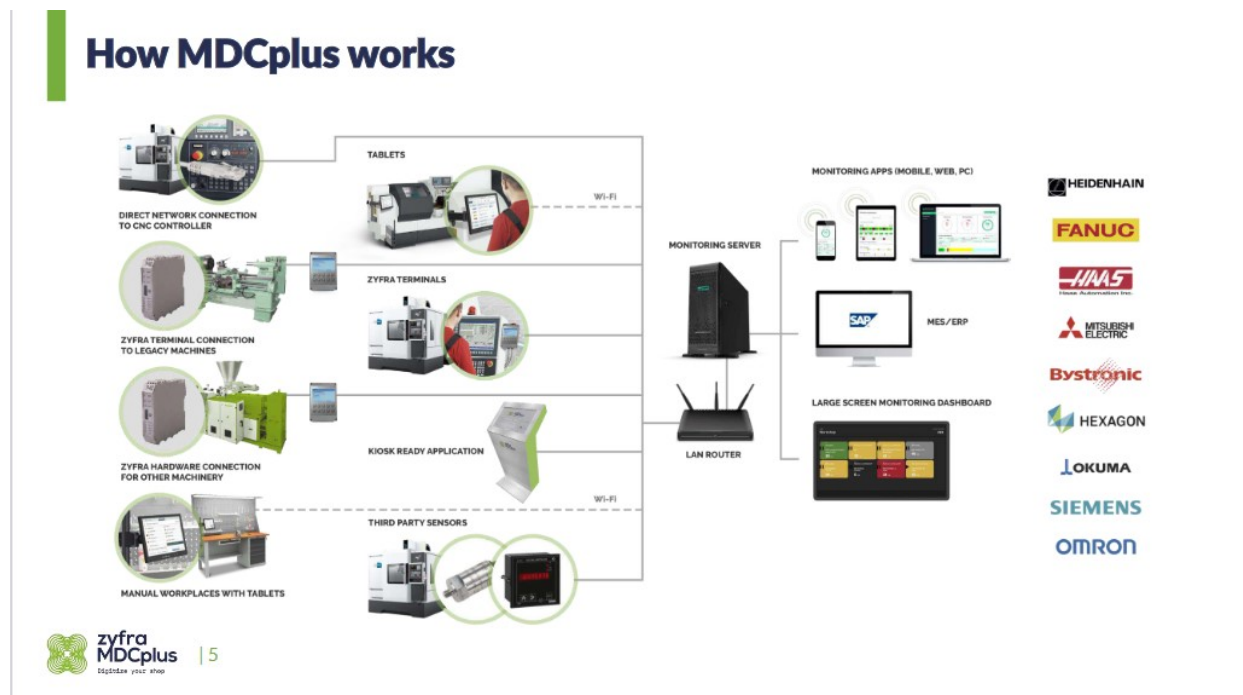 How MDCplus works
DIRECT NETWORK CONNECTION
TO CNC CONTROLLER
ZYFRA TERMINAL CONNECTION
TO LEGACY MACHINES
ZYFRA HARDWARE CONNECTION
FOR OTHER MACHINERY
MANUAL WORKPLACES WITH TABLETS
TABLETS
Wi-Fi
ZYFRA TERMINALS
KIOSK READY APPLICATION
Wi-Fi
THIRD PARTY SENSORS
MONITORING SERVER
LAN ROUTER
MONITORING APPS (MOBILE, WEB, PC)
SAP
MES/ERP
LARGE SCREEN MONITORING DASHBOARD
HEIDENHAIN
FANUC
HAAS
Haas Automation Inc.
MITSUBISHI
ELECTRIC
Bystronic
HEXAGON
OKUMA
SIEMENS
OMRON
zyfra
MDCplus
Digitize your shop
| 5